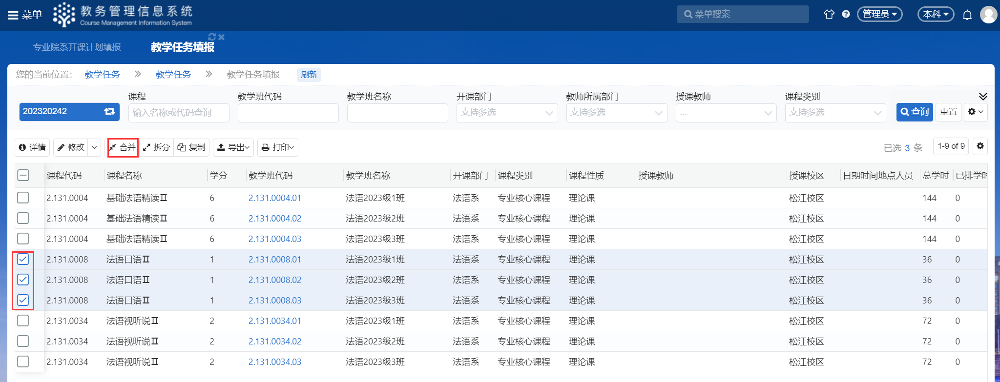 菜单 教务管理信息系统 菜单搜索 管理员 本科
Course Management Information System
专业院系开课计划填报 教学任务填报
您的当前位置： 教学任务 教学任务 教学任务填报 刷新
课程 教学班代码 教学班名称 开课部门 教师所属部门 授课教师 课程类别
202320242 输入名称或代码查询 支持多选 支持多选 ... 支持多选 查询 重置
详情 修改 合并 拆分 复制 导出 打印 已选 3 条 1-9 of 9
课程代码 课程名称 学分 教学班代码 教学班名称 开课部门 课程类别 课程性质 授课教师 授课校区 日期时间地点人员 总学时 已排学时
2.131.0004 基础法语精读Ⅱ 6 2.131.0004.01 法语2023级1班 法语系 专业核心课程 理论课 松江校区 144 0
2.131.0004 基础法语精读Ⅱ 6 2.131.0004.02 法语2023级2班 法语系 专业核心课程 理论课 松江校区 144 0
2.131.0004 基础法语精读Ⅱ 6 2.131.0004.03 法语2023级3班 法语系 专业核心课程 理论课 松江校区 144 0
2.131.0008 法语口语Ⅱ 1 2.131.0008.01 法语2023级1班 法语系 专业核心课程 理论课 松江校区 36 0
2.131.0008 法语口语Ⅱ 1 2.131.0008.02 法语2023级2班 法语系 专业核心课程 理论课 松江校区 36 0
2.131.0008 法语口语Ⅱ 1 2.131.0008.03 法语2023级3班 法语系 专业核心课程 理论课 松江校区 36 0
2.131.0034 法语视听说Ⅱ 2 2.131.0034.01 法语2023级1班 法语系 专业核心课程 理论课 松江校区 72 0
2.131.0034 法语视听说Ⅱ 2 2.131.0034.02 法语2023级2班 法语系 专业核心课程 理论课 松江校区 72 0
2.131.0034 法语视听说Ⅱ 2 2.131.0034.03 法语2023级3班 法语系 专业核心课程 理论课 松江校区 72 0